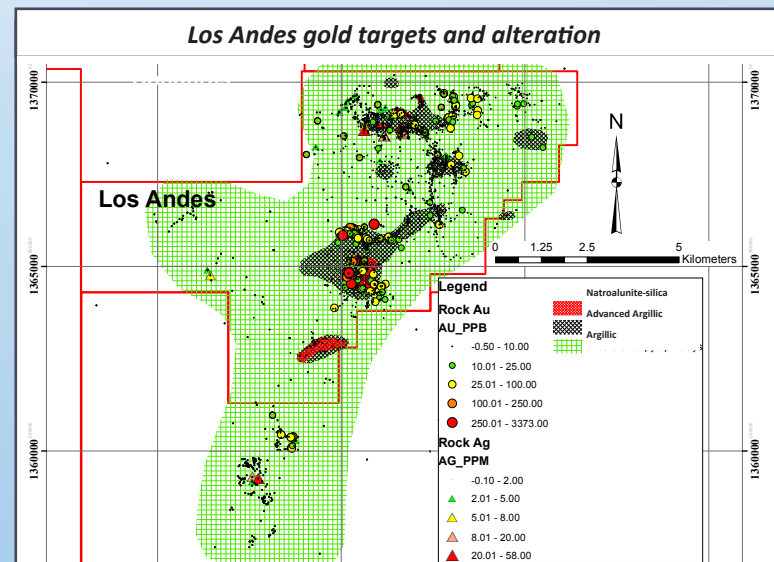 Los Andes gold targets and alteration
1370000
1370000
N
Los Andes
0 1.25 2.5 5
Kilometers
1365000
1365000
Legend
Natroalunite-silica
Rock Au
Advanced Argillic
AU_PPB
Argillic
-0.50 - 10.00
10.01 - 25.00
25.01 - 100.00
100.01 - 250.00
250.01 - 3373.00
Rock Ag
AG_PPM
1360000
1360000
-0.10 - 2.00
2.01 - 5.00
5.01 - 8.00
8.01 - 20.00
20.01 - 58.00